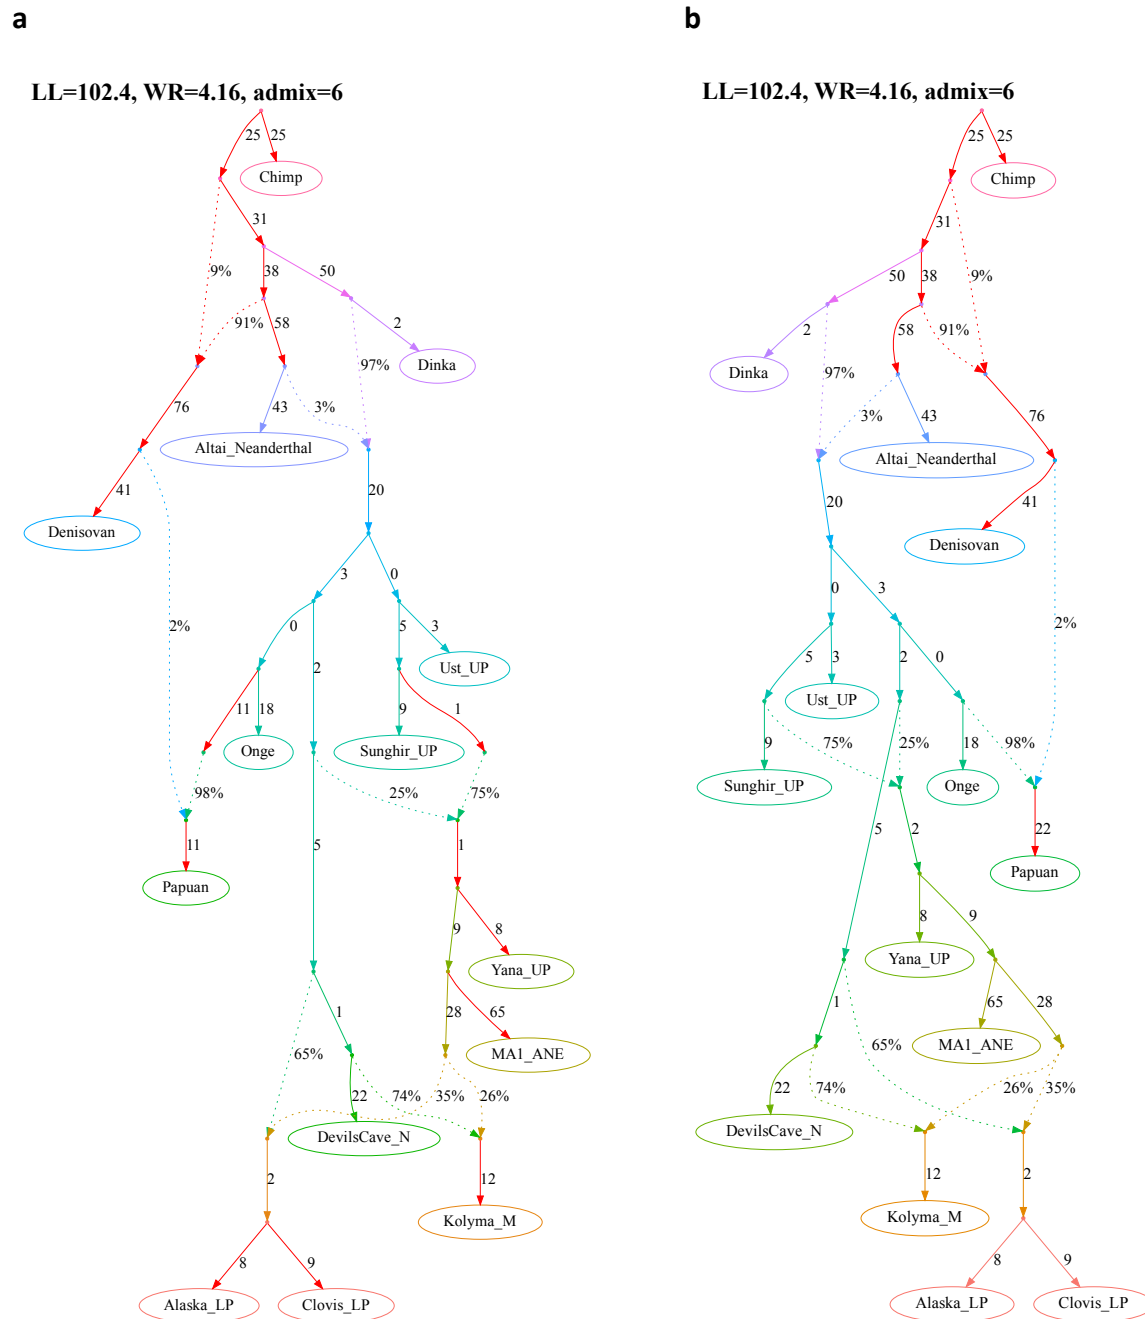 a
LL=102.4, WR=4.16, admix=6
25
25
Chimp
31
9%
38
50
91%
58
2
97%
Dinka
76
43
3%
Altai_Neanderthal
41
20
Denisovan
3
0
2%
0
2
5
3
Ust_UP
11
18
9
1
Onge
Sunghir_UP
98%
25%
75%
11
5
1
Papuan
9
8
Yana_UP
1
28
65
65%
MA1_ANE
22
74%
35%
26%
DevilsCave_N
2
12
Kolyma_M
8
9
Alaska_LP
Clovis_LP
b
LL=102.4, WR=4.16, admix=6
25
25
Chimp
31
50
38
9%
2
58
91%
Dinka
97%
3%
43
76
Altai_Neanderthal
20
41
Denisovan
0
3
2%
5
3
2
0
Ust_UP
9
75%
25%
18
98%
Sunghir_UP
Onge
5
2
22
Papuan
8
9
Yana_UP
1
65
28
MA1_ANE
65%
22
74%
26%
35%
DevilsCave_N
12
2
Kolyma_M
8
9
Alaska_LP
Clovis_LP